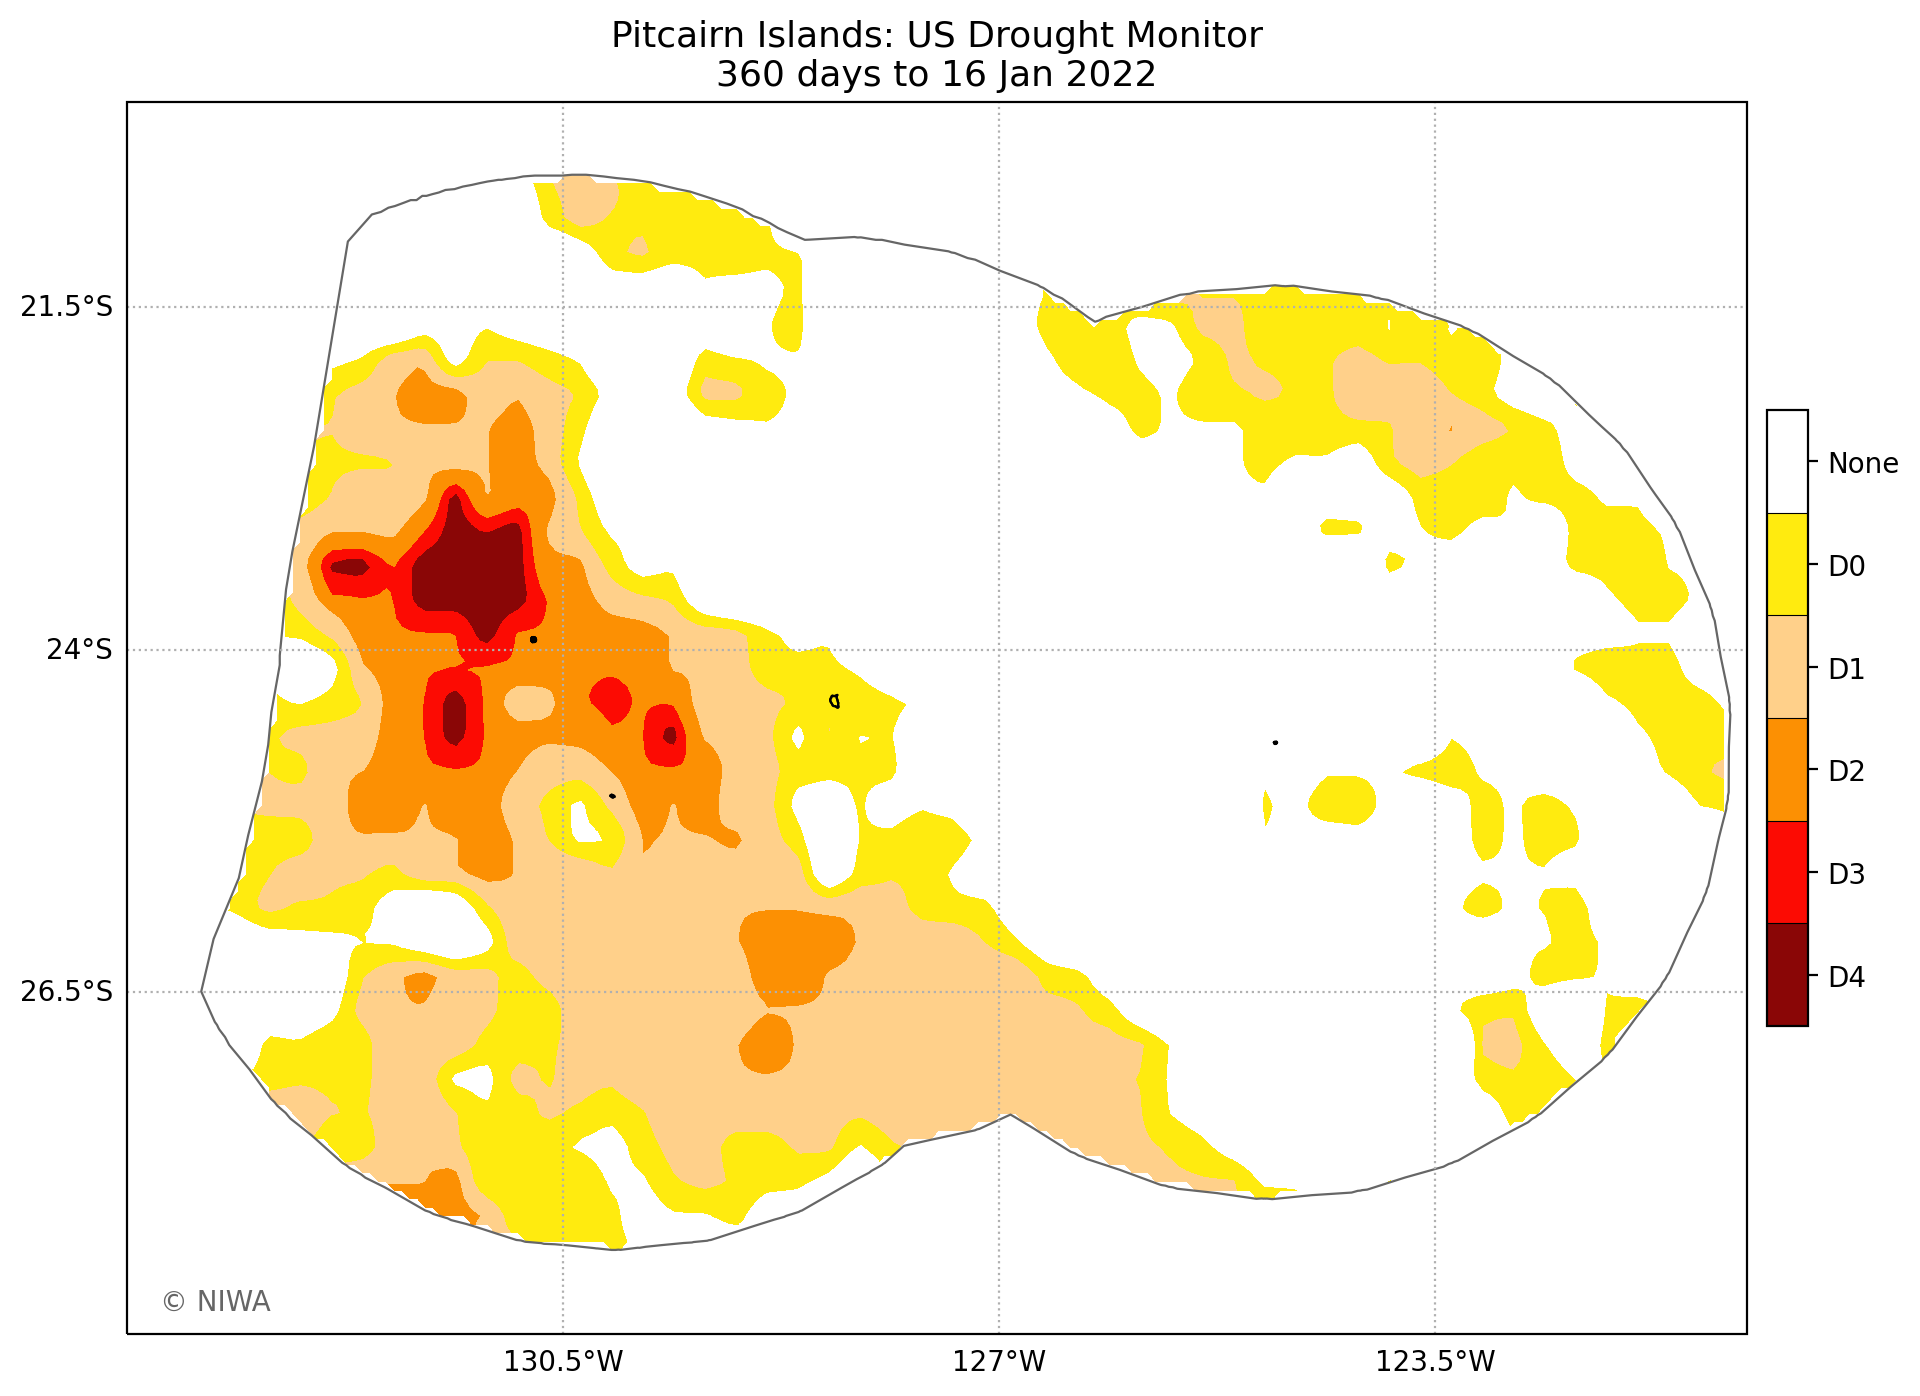 Pitcairn Islands: US Drought Monitor
360 days to 16 Jan 2022
21.5°S
24°S
26.5°S
130.5°W
127°W
123.5°W
None
D0
D1
D2
D3
D4
© NIWA